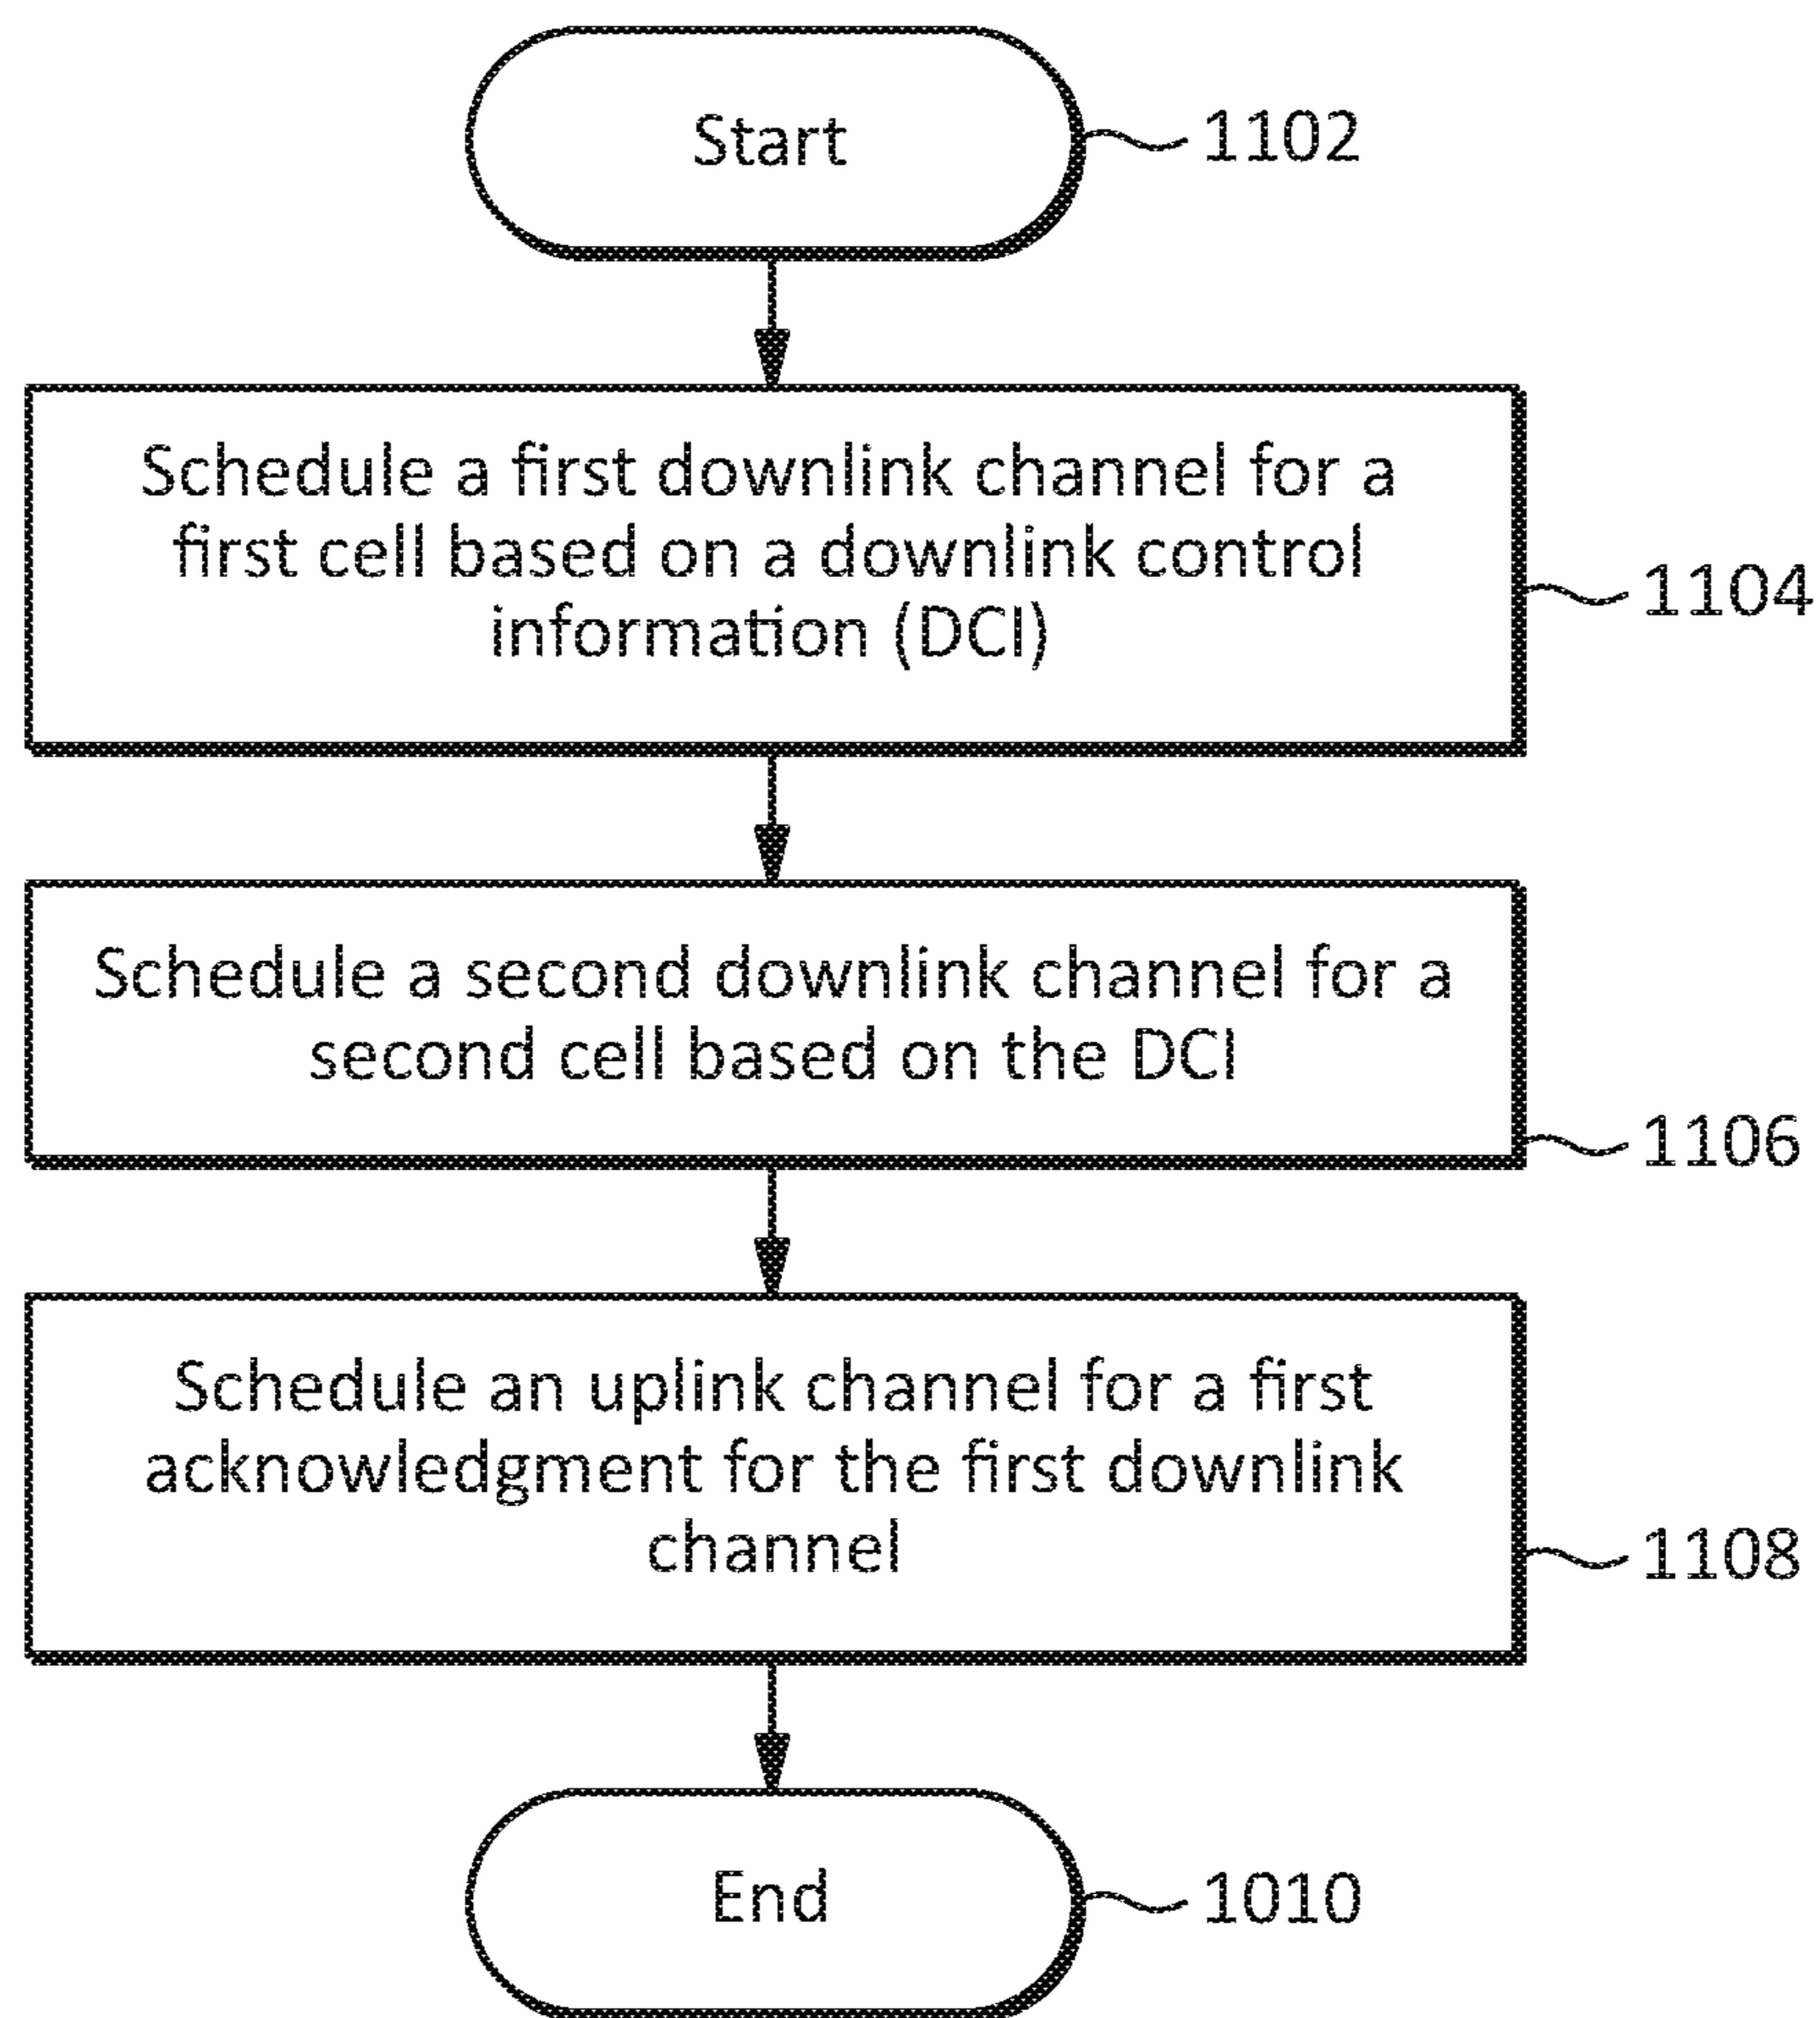 Start
1102
Schedule a first downlink channel for a
first cell based on a downlink control
information (DCI)
1104
Schedule a second downlink channel for a
second cell based on the DCI
1106
Schedule an uplink channel for a first
acknowledgment for the first downlink
channel
1108
End
1010